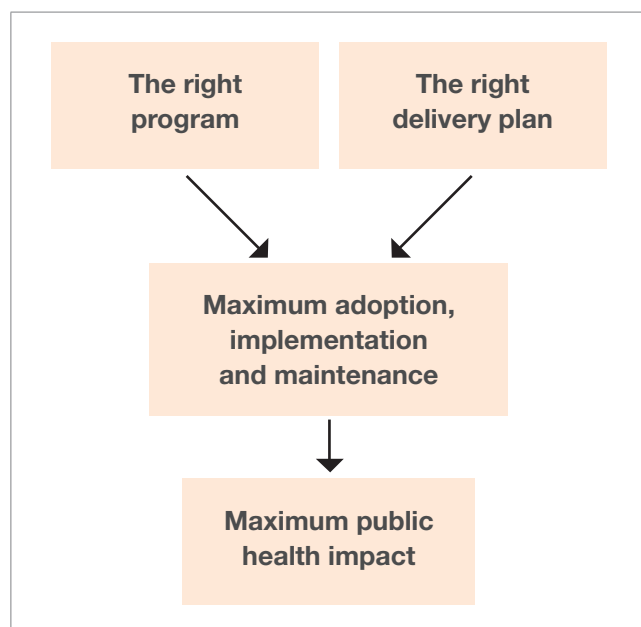 The right
program
The right
delivery plan
Maximum adoption,
implementation
and maintenance
Maximum public
health impact